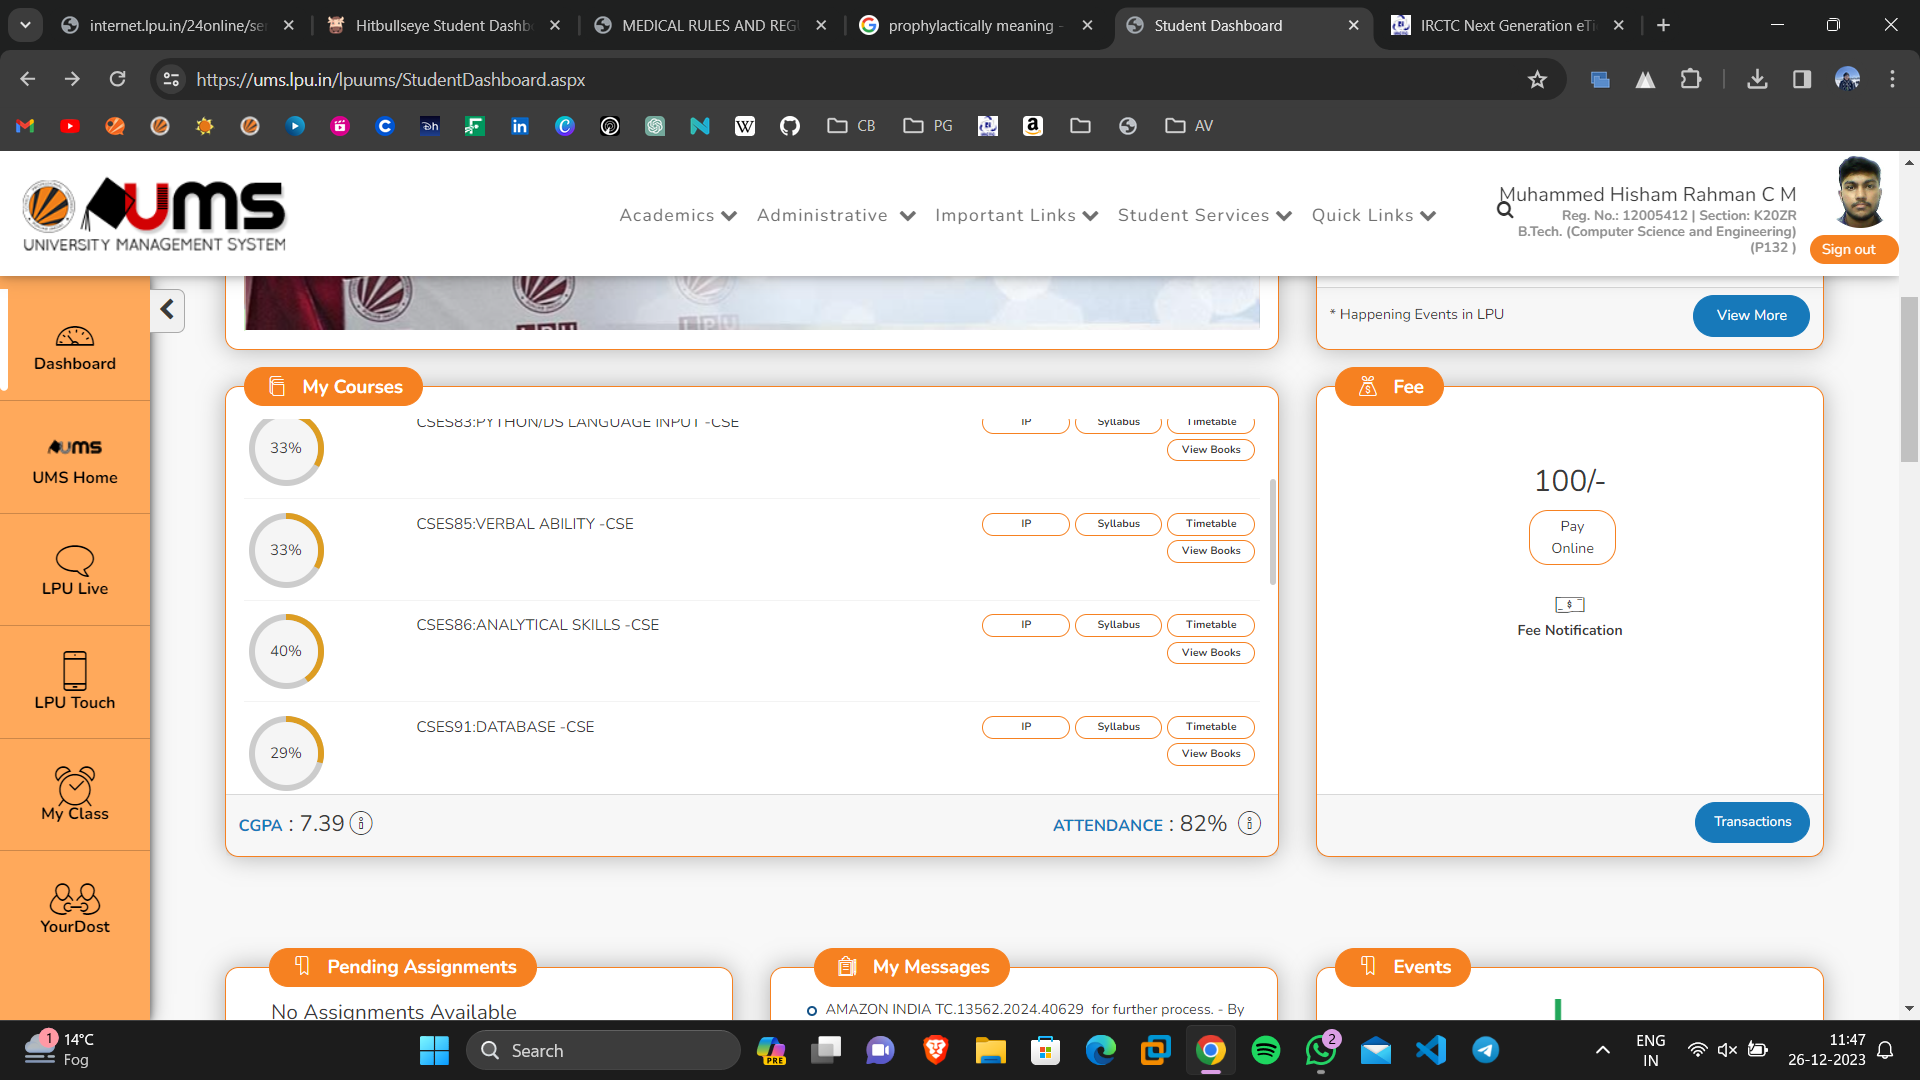 internet.lpu.in/24online/se
Hitbullseye Student Dashb
MEDICAL RULES AND REG
prophylactically meaning -
Student Dashboard
IRCTC Next Generation eTi
https://ums.lpu.in/lpuums/StudentDashboard.aspx
CB
PG
AV
UMS
UNIVERSITY MANAGEMENT SYSTEM
Academics
Administrative
Important Links
Student Services
Quick Links
Muhammed Hisham Rahman C M
Reg. No.: 12005412 | Section: K20ZR
B.Tech. (Computer Science and Engineering)
(P132 )
Sign out
Dashboard
UMS
UMS Home
LPU Live
LPU Touch
My Class
YourDost
* Happening Events in LPU
View More
My Courses
33%
CSES83:PYTHON/DS LANGUAGE INPUT -CSE
IP
Syllabus
Timetable
View Books
33%
CSES85:VERBAL ABILITY -CSE
IP
Syllabus
Timetable
View Books
40%
CSES86:ANALYTICAL SKILLS -CSE
IP
Syllabus
Timetable
View Books
29%
CSES91:DATABASE -CSE
IP
Syllabus
Timetable
View Books
CGPA : 7.39
ATTENDANCE : 82%
Fee
100/-
Pay
Online
Fee Notification
Transactions
Pending Assignments
No Assignments Available
My Messages
AMAZON INDIA TC.13562.2024.40629 for further process. - By
Events
1
14°C
Fog
Search
PRE
2
ENG
IN
11:47
26-12-2023